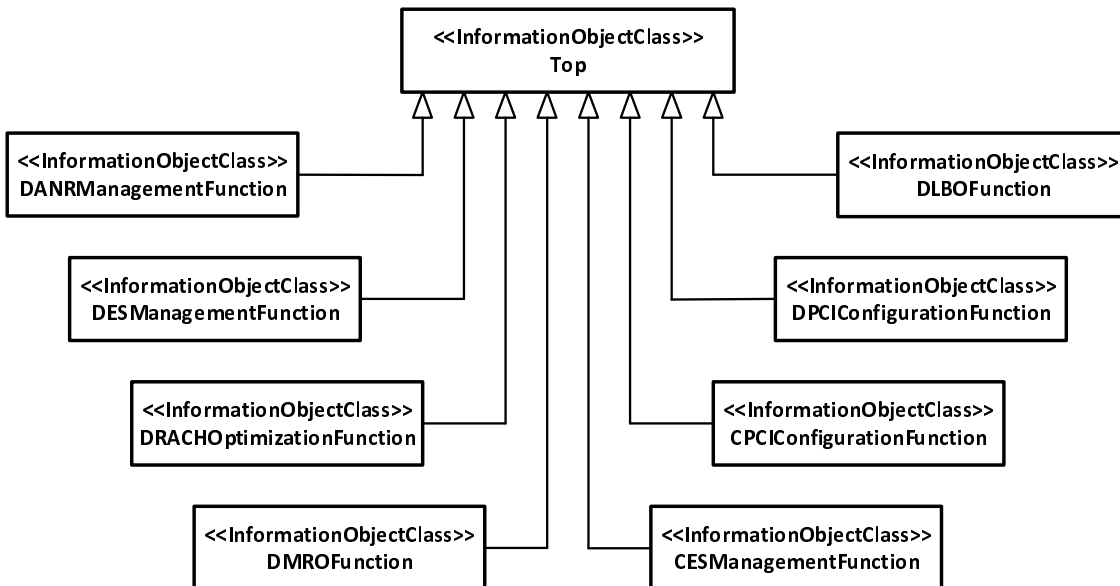 <<InformationObjectClass>>
Top
<<InformationObjectClass>>
DANRManagementFunction
<<InformationObjectClass>>
DLBOFunction
<<InformationObjectClass>>
DESManagementFunction
<<InformationObjectClass>>
DPCIConfigurationFunction
<<InformationObjectClass>>
DRACHOptimizationFunction
<<InformationObjectClass>>
CPCIConfigurationFunction
<<InformationObjectClass>>
DMROFunction
<<InformationObjectClass>>
CESManagementFunction